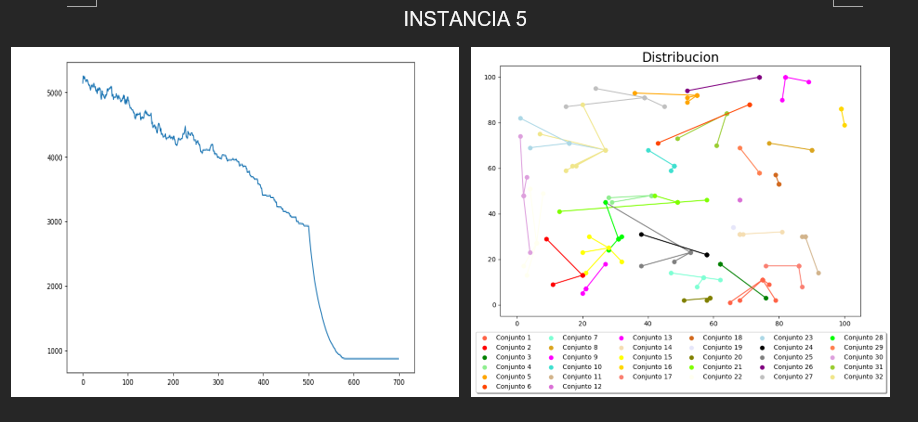 INSTANCIA 5
5000
4000
3000
2000
1000
0 100 200 300 400 500 600 700
Distribucion
100
80
60
40
20
0
0 20 40 60 80 100
Conjunto 1 Conjunto 7 Conjunto 13 Conjunto 18 Conjunto 23 Conjunto 28
Conjunto 2 Conjunto 8 Conjunto 14 Conjunto 19 Conjunto 24 Conjunto 29
Conjunto 3 Conjunto 9 Conjunto 15 Conjunto 20 Conjunto 25 Conjunto 30
Conjunto 4 Conjunto 10 Conjunto 16 Conjunto 21 Conjunto 26 Conjunto 31
Conjunto 5 Conjunto 11 Conjunto 17 Conjunto 22 Conjunto 27 Conjunto 32
Conjunto 6 Conjunto 12